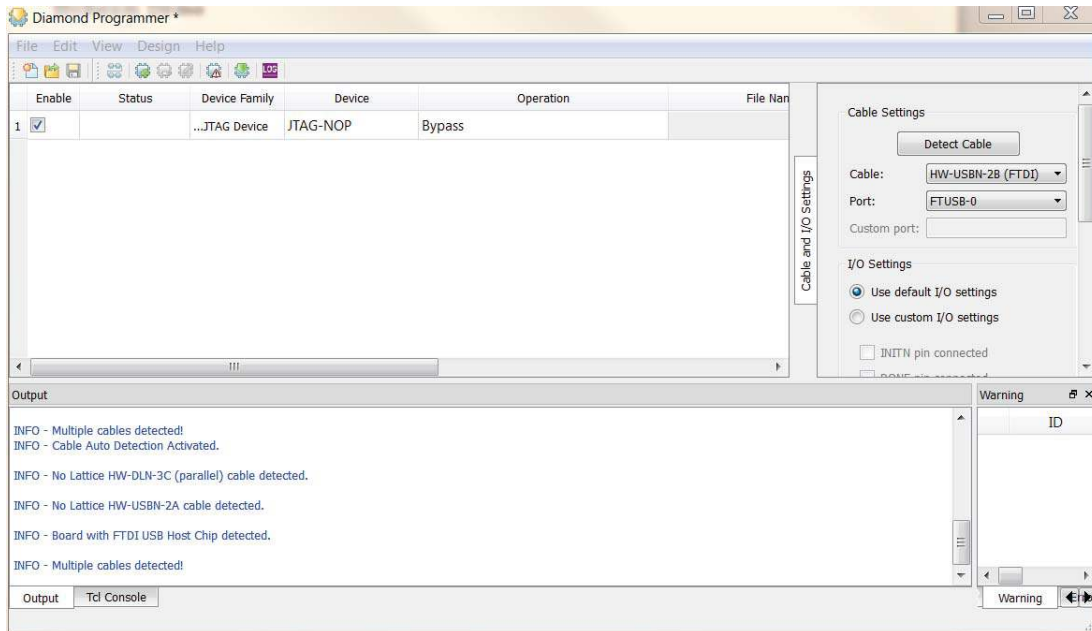 Diamond Programmer *
File Edit View Design Help
LOG
Enable Status Device Family Device Operation File Nan
1 ...JTAG Device JTAG-NOP Bypass
Cable and I/O Settings
Cable Settings
Detect Cable
Cable: HW-USBN-2B (FTDI)
Port: FTUSB-0
Custom port:
I/O Settings
Use default I/O settings
Use custom I/O settings
INITN pin connected
Output
INFO - Multiple cables detected!
INFO - Cable Auto Detection Activated.
INFO - No Lattice HW-DLN-3C (parallel) cable detected.
INFO - No Lattice HW-USBN-2A cable detected.
INFO - Board with FTDI USB Host Chip detected.
INFO - Multiple cables detected!
Output Tcl Console
Warning
ID
Warning